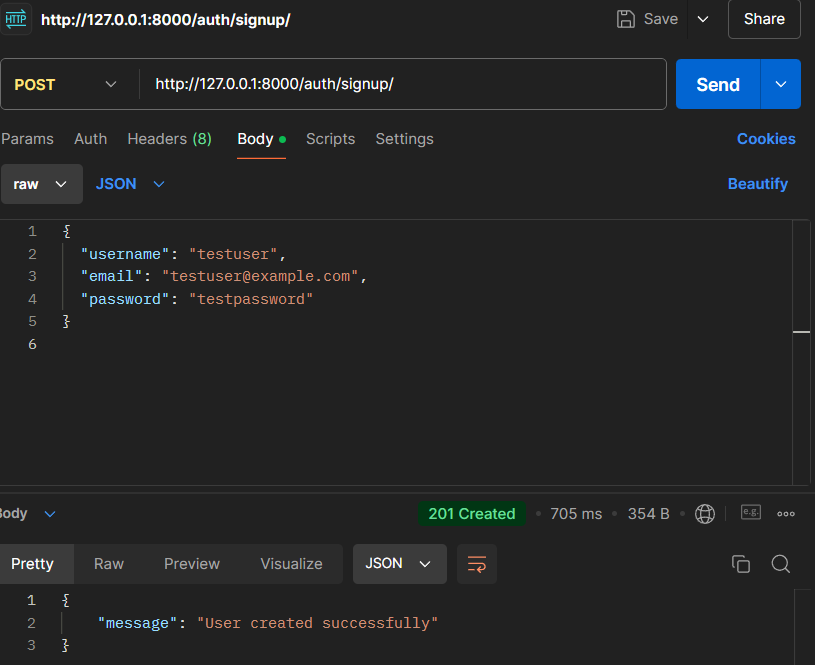 HTTP http://127.0.0.1:8000/auth/signup/ Save Share
POST http://127.0.0.1:8000/auth/signup/ Send
Params Auth Headers (8) Body Scripts Settings Cookies
raw JSON Beautify
1 {
2 "username": "testuser",
3 "email": "testuser@example.com",
4 "password": "testpassword"
5 }
6
Body 201 Created 705 ms 354 B e.g.
Pretty Raw Preview Visualize JSON
1 {
2 "message": "User created successfully"
3 }